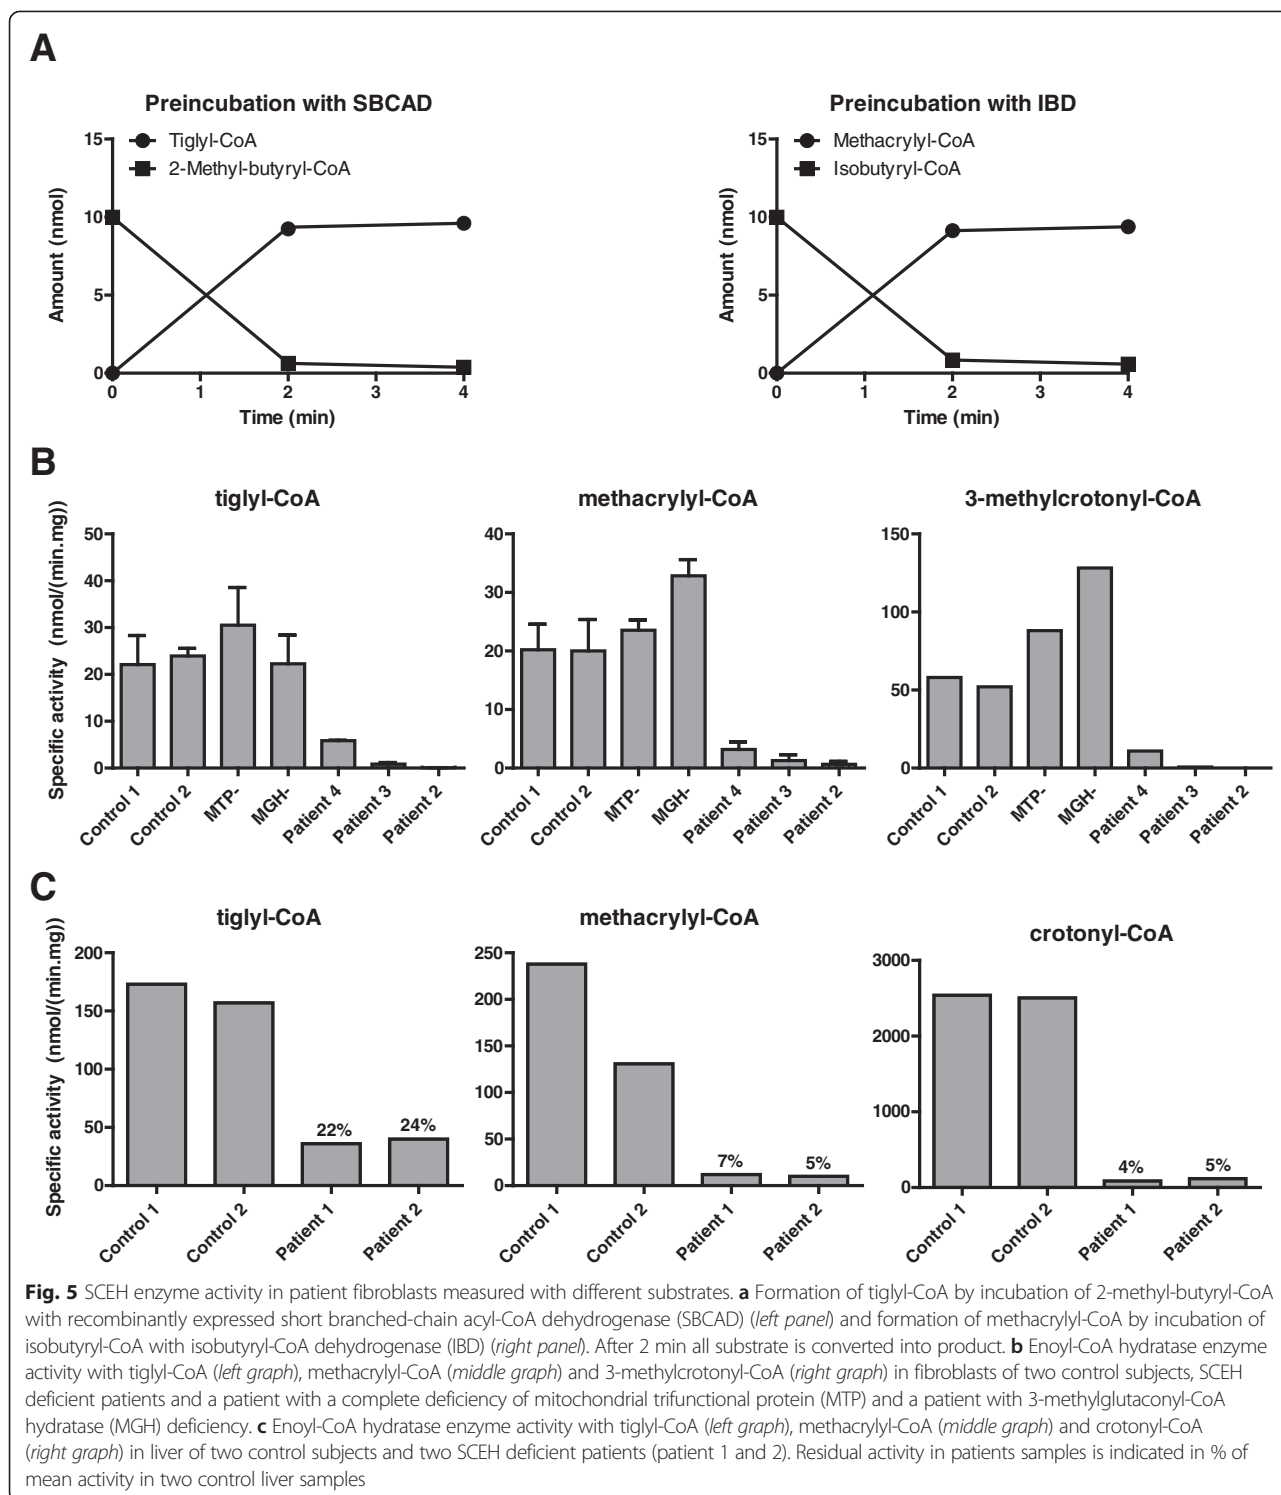 A
Preincubation with SBCAD
15
10
5
0
Amount (nmol)
Tiglyl-CoA
2-Methyl-butyryl-CoA
0 1 2 3 4
Time (min)
Preincubation with IBD
15
10
5
0
Amount (nmol)
Methacrylyl-CoA
Isobutyryl-CoA
0 1 2 3 4
Time (min)
B
Specific activity (nmol/(min.mg))
tiglyl-CoA
50
40
30
20
10
0
Control 1 Control 2 MTP- MGH- Patient 4 Patient 3 Patient 2
methacrylyl-CoA
40
30
20
10
0
Control 1 Control 2 MTP- MGH- Patient 4 Patient 3 Patient 2
3-methylcrotonyl-CoA
150
100
50
0
Control 1 Control 2 MTP- MGH- Patient 4 Patient 3 Patient 2
C
Specific activity (nmol/(min.mg))
tiglyl-CoA
200
150
100
50
0
22% 24%
Control 1 Control 2 Patient 1 Patient 2
methacrylyl-CoA
250
200
150
100
50
0
7% 5%
Control 1 Control 2 Patient 1 Patient 2
crotonyl-CoA
3000
2000
1000
0
4% 5%
Control 1 Control 2 Patient 1 Patient 2
Fig. 5 SCEH enzyme activity in patient fibroblasts measured with different substrates. a Formation of tiglyl-CoA by incubation of 2-methyl-butyryl-CoA
with recombinantly expressed short branched-chain acyl-CoA dehydrogenase (SBCAD) (left panel) and formation of methacrylyl-CoA by incubation of
isobutyryl-CoA with isobutyryl-CoA dehydrogenase (IBD) (right panel). After 2 min all substrate is converted into product. b Enoyl-CoA hydratase enzyme
activity with tiglyl-CoA (left graph), methacrylyl-CoA (middle graph) and 3-methylcrotonyl-CoA (right graph) in fibroblasts of two control subjects, SCEH
deficient patients and a patient with a complete deficiency of mitochondrial trifunctional protein (MTP) and a patient with 3-methylglutaconyl-CoA
hydratase (MGH) deficiency. c Enoyl-CoA hydratase enzyme activity with tiglyl-CoA (left graph), methacrylyl-CoA (middle graph) and crotonyl-CoA
(right graph) in liver of two control subjects and two SCEH deficient patients (patient 1 and 2). Residual activity in patients samples is indicated in % of
mean activity in two control liver samples